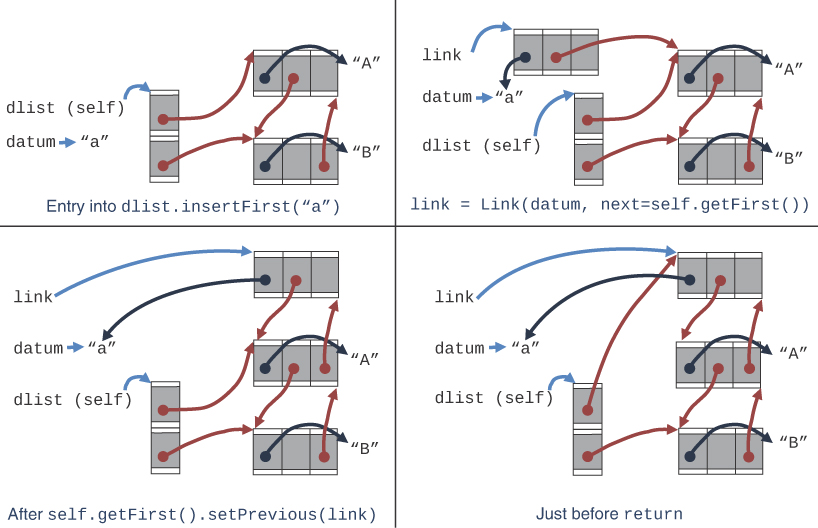 “A”
dlist (self)
datum “a”
“B”
Entry into dlist.insertFirst(“a”)
link
“A”
datum “a”
dlist (self)
“B”
link = Link(datum, next=self.getFirst())
link
datum “a”
“A”
dlist (self)
“B”
After self.getFirst().setPrevious(link)
link
datum “a”
“A”
dlist (self)
“B”
Just before return